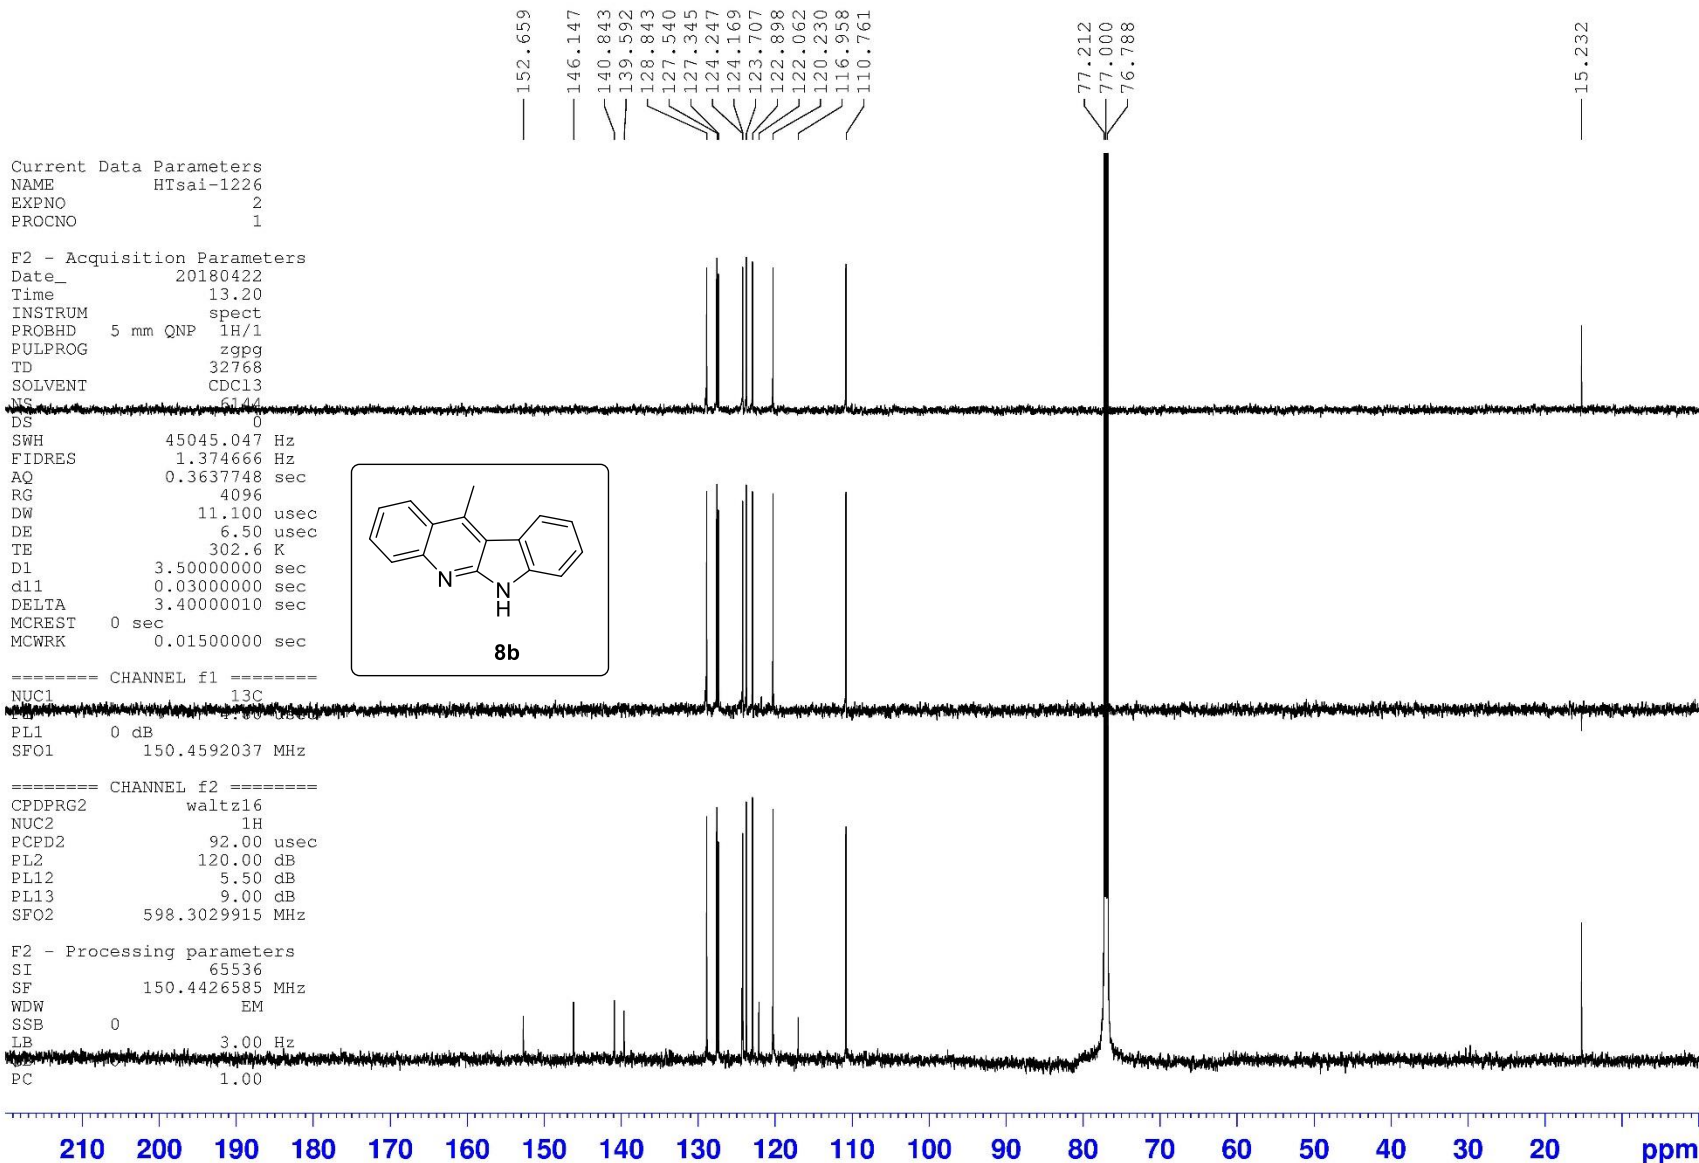 152.659
146.147
140.843
139.592
128.843
127.540
127.345
124.247
124.169
123.707
122.898
122.062
120.230
116.958
110.761
77.212
77.000
76.788
15.232
Current Data Parameters
NAME HTsai-1226
EXPNO 2
PROCNO 1
F2 - Acquisition Parameters
Date_ 20180422
Time 13.20
INSTRUM spect
PROBHD 5 mm QNP 1H/1
PULPROG zgpg
TD 32768
SOLVENT CDCl3
NS 6144
DS 0
SWH 45045.047 Hz
FIDRES 1.374666 Hz
AQ 0.3637748 sec
RG 4096
DW 11.100 usec
DE 6.50 usec
TE 302.6 K
D1 3.50000000 sec
d11 0.03000000 sec
DELTA 3.40000010 sec
MCREST 0 sec
MCWRK 0.01500000 sec
N
N
H
8b
======== CHANNEL f1 ========
NUC1 13C
PL1 0 dB
SFO1 150.4592037 MHz
======== CHANNEL f2 ========
CPDPRG2 waltz16
NUC2 1H
PCPD2 92.00 usec
PL2 120.00 dB
PL12 5.50 dB
PL13 9.00 dB
SFO2 598.3029915 MHz
F2 - Processing parameters
SI 65536
SF 150.4426585 MHz
WDW EM
SSB 0
LB 3.00 Hz
PC 1.00
210 200 190 180 170 160 150 140 130 120 110 100 90 80 70 60 50 40 30 20 ppm